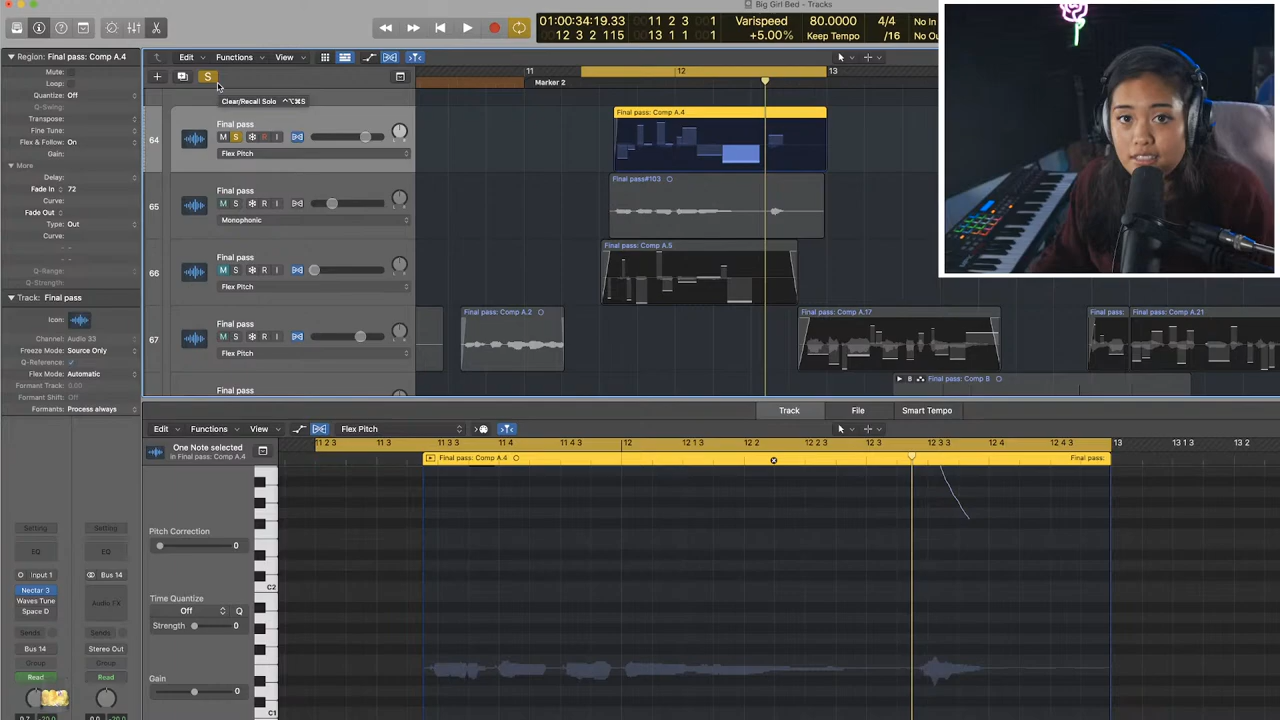 Big Girl Bed - Tracks
01:00:34:19.33
12 3 3 115
11 2 3 1
13 1 1 1
Varispeed
+5.00%
80.0000
Keep Tempo
4/4
/16
No In
No Ou
Region: Final pass: Comp A.4
Mute:
Loop:
Quantize: Off
Q-Swing:
Transpose:
Fine Tune:
Flex & Follow: On
Gain:
More
Delay:
Fade In 72
Curve:
Fade Out
Type: Out
Curve:
Q-Range:
Q-Strength:
Track: Final pass
Icon:
Channel: Audio 33
Freeze Mode: Source Only
Q-Reference:
Flex Mode: Automatic
Formant Track: 0.00
Formant Shift: Off
Formants: Process always
Setting
Setting
EQ
EQ
Input 1
Bus 14
Nectar 3
Waves Tune
Space D
Audio FX
Sends
Sends
Bus 14
Stereo Out
Group
Group
Read
Read
Edit
Functions
View
S
Clear/Recall Solo ^⌥⌘S
11
12
13
Marker 2
64
Final pass
M S R I
Flex Pitch
Final pass: Comp A.4
65
Final pass
M S R I
Monophonic
Final pass#103
66
Final pass
M S R I
Flex Pitch
Final pass: Comp A.5
67
Final pass
M S R I
Flex Pitch
Final pass: Comp A.2
Final pass: Comp A.17
Final pass:
Final pass: Comp A.21
Final pass
B Final pass: Comp B
Track
File
Smart Tempo
Edit
Functions
View
Flex Pitch
11 2 3
11 3 3
11 4
11 4 3
12
12 2
12 2 3
12 3
12 3 3
12 4
12 4 3
13
13 2
One Note selected
in Final pass: Comp A.4
Final pass: Comp A.4
Final pass:
Pitch Correction
0
Time Quantize
Off
Q
Strength
0
Gain
0
C2
C1